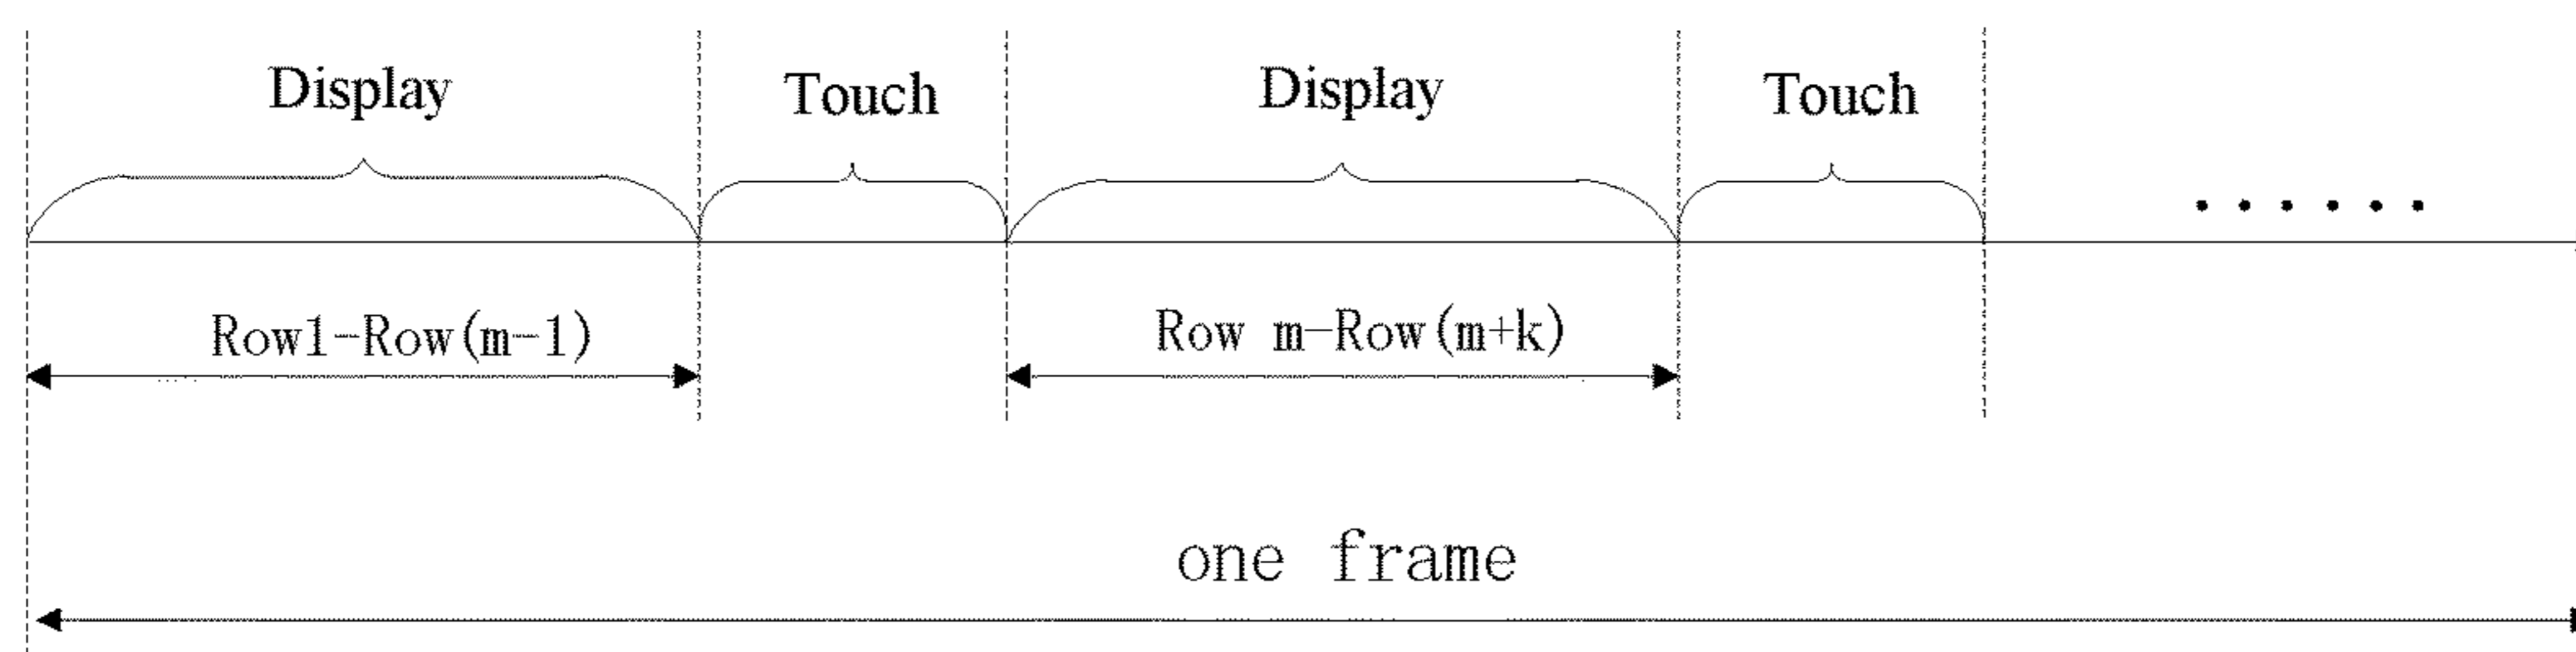 Display Touch Display Touch
......
Row1-Row(m-1) Row m-Row(m+k)
one frame